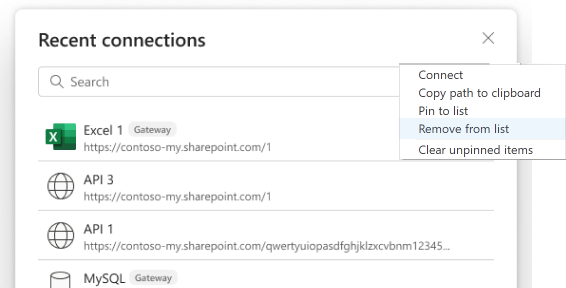 Recent connections
Search
Connect
Copy path to clipboard
Pin to list
Remove from list
Clear unpinned items
Excel 1 Gateway
https://contoso-my.sharepoint.com/1
API 3
https://contoso-my.sharepoint.com/1
API 1
https://contoso-my.sharepoint.com/qwertyuiopasdfghjklzxcvbnm12345...
MySQL Gateway